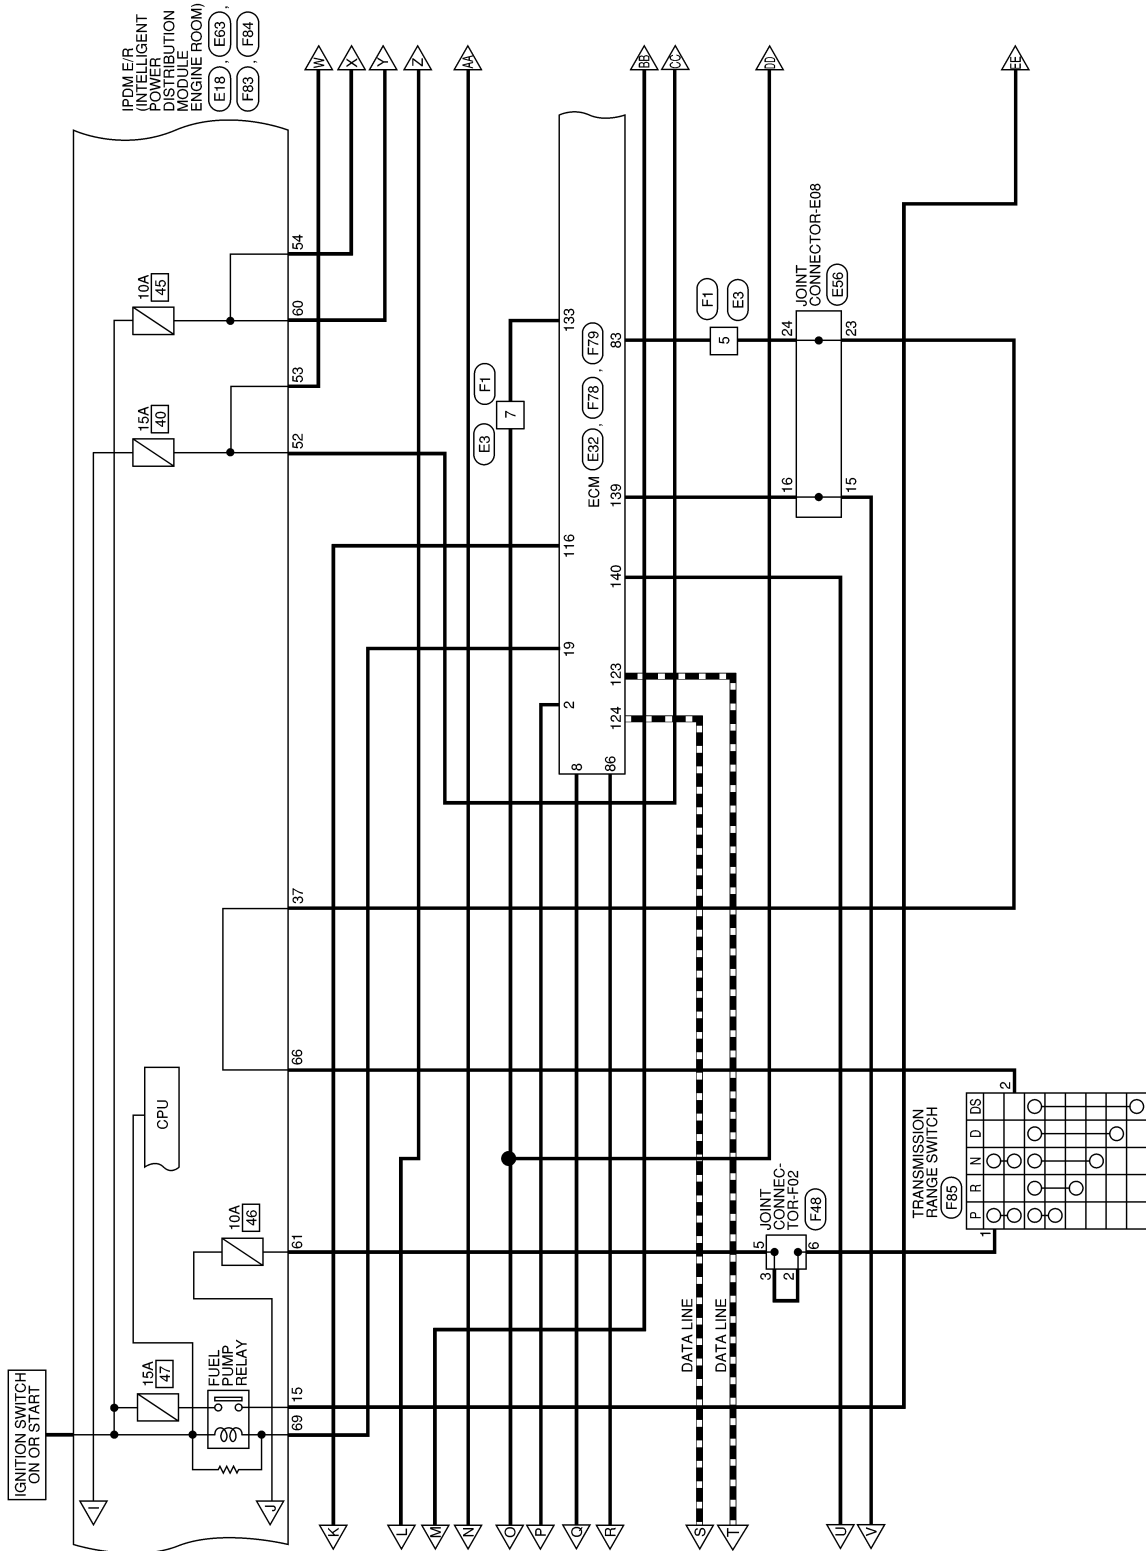 IGNITION SWITCH
ON OR START
I
J
15A
47
FUEL
PUMP
RELAY
69
15
10A
46
61
CPU
66
37
15A
40
52
53
10A
45
60
54
IPDM E/R
(INTELLIGENT
POWER
DISTRIBUTION
MODULE
ENGINE ROOM)
E18 , E63 ,
F83 , F84
W
X
Y
Z
AA
BB
CC
DD
EE
K
L
M
N
O
P
Q
R
S
T
U
V
E3
F1
7
133
116
19
2
8
86
ECM E32 , F78 , F79
124
123
140
139
83
F1
E3
5
JOINT
CONNECTOR-E08
E56
16
24
15
23
DATA LINE
DATA LINE
JOINT
CONNEC-
TOR-F02
F48
5
3
2
6
TRANSMISSION
RANGE SWITCH
F85
1
2
P R N D DS